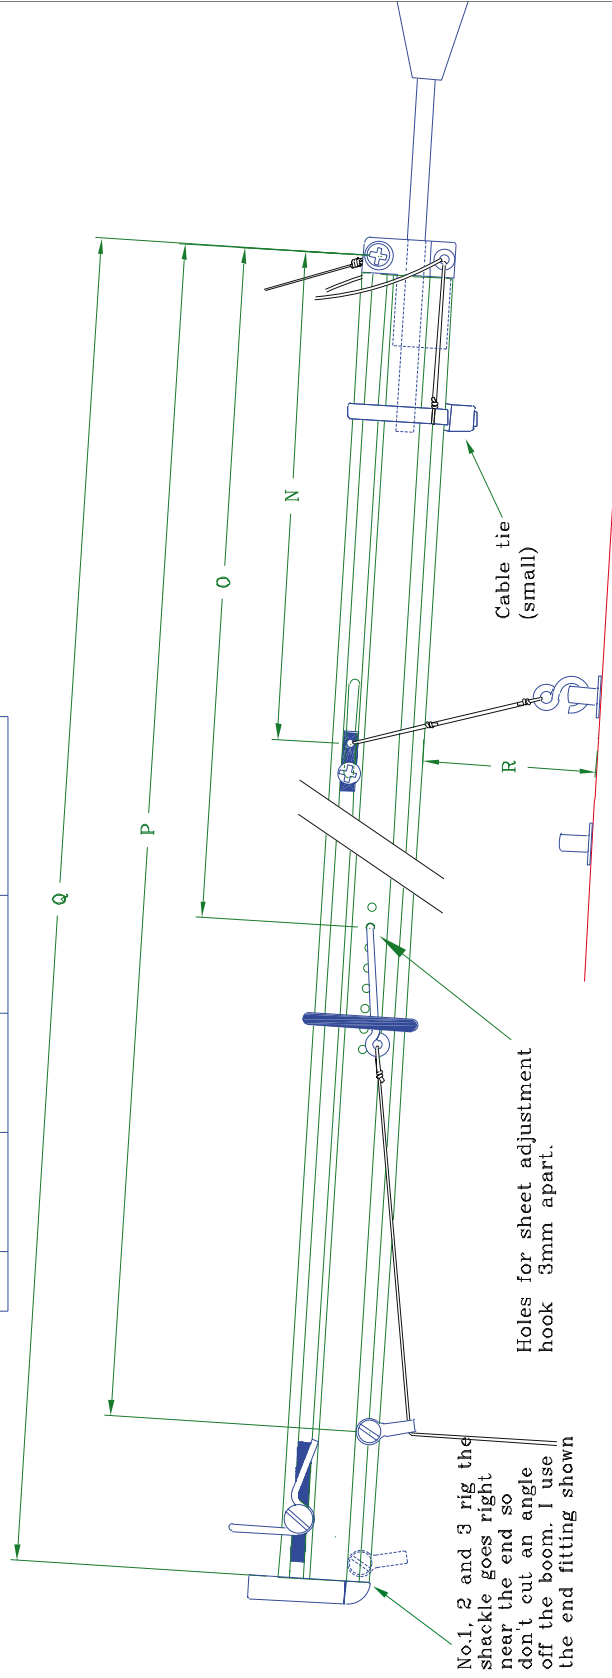 Q
P
O
N
R
Cable tie
(small)
Holes for sheet adjustment
hook 3mm apart.
No.1, 2 and 3 rig the
shackle goes right
near the end so
don't cut an angle
off the boom. I use
the end fitting shown